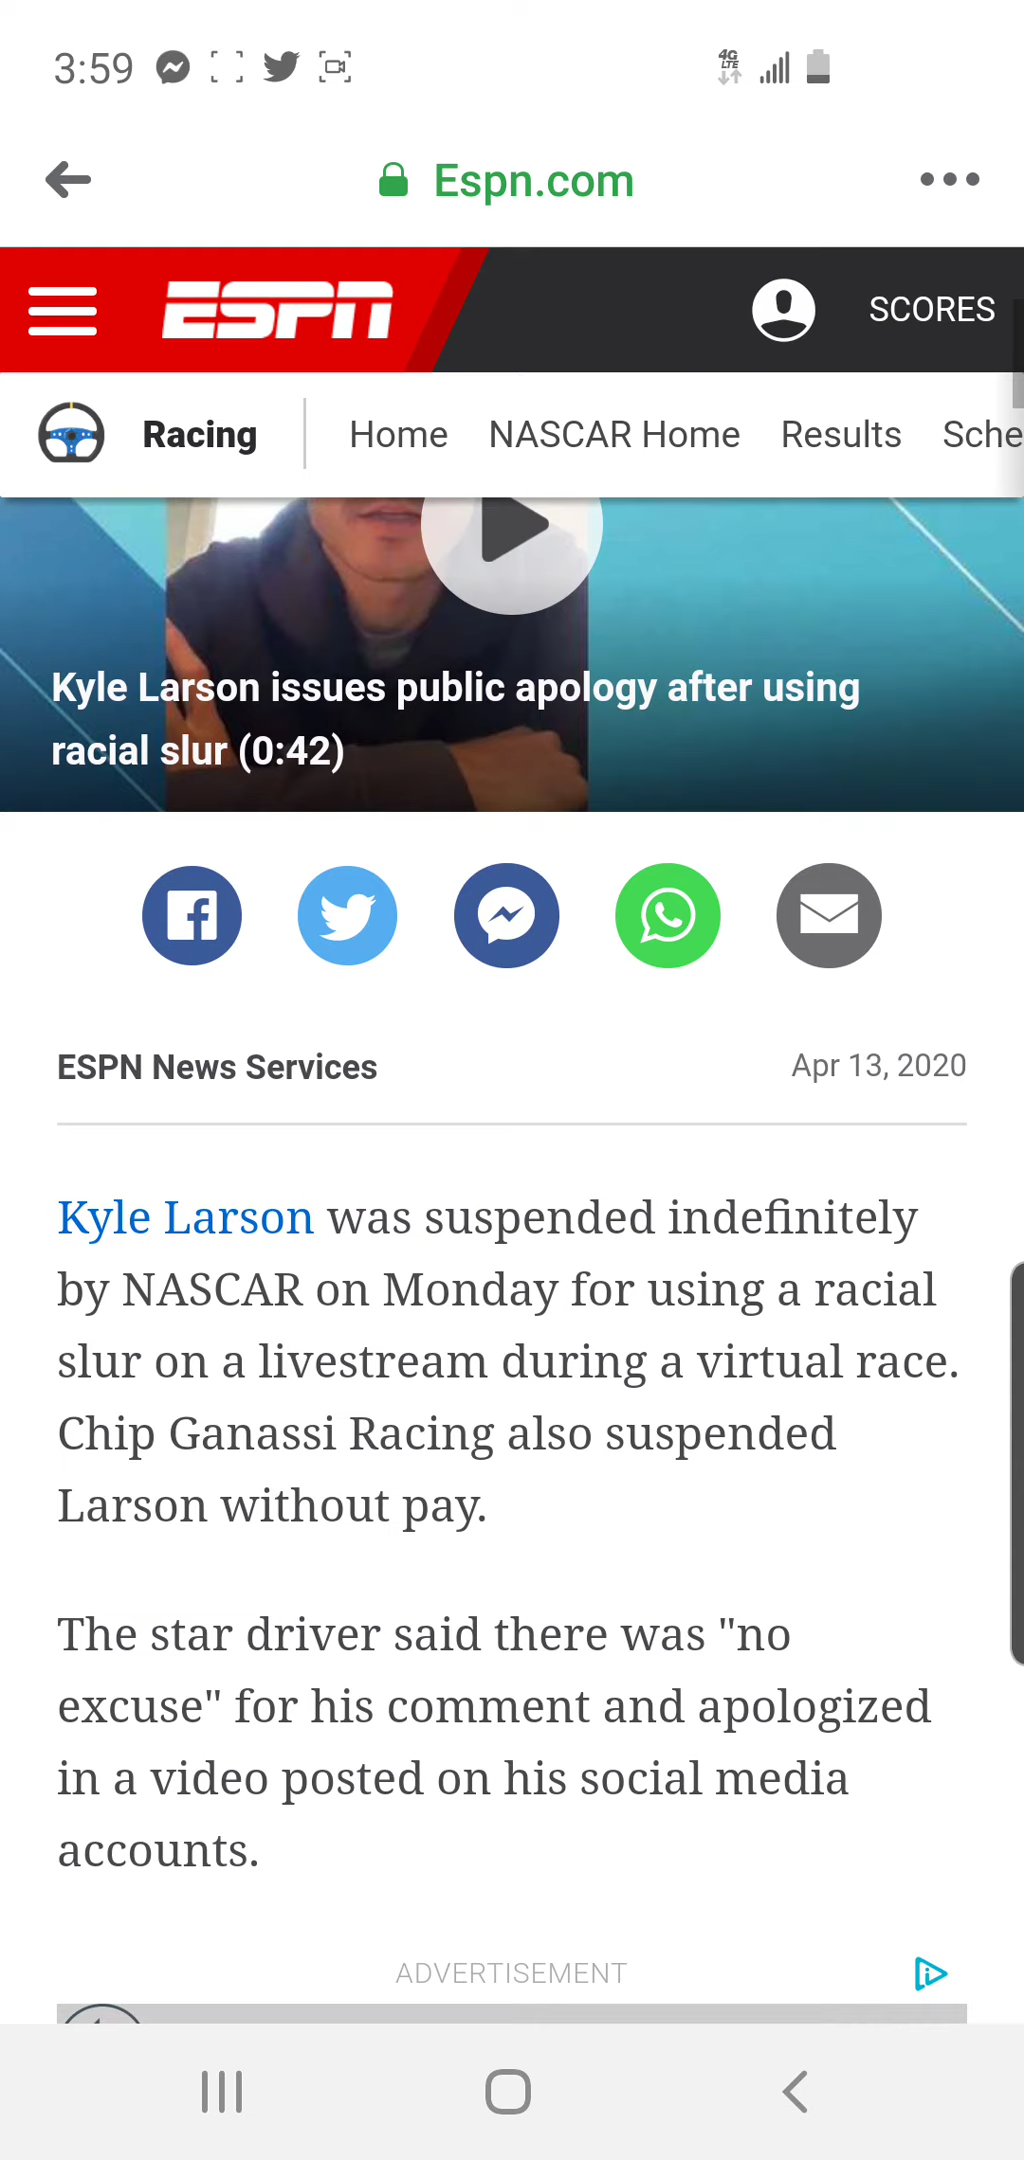 3:59
4G
LTE
Espn.com
ESPN
SCORES
Racing
Home
NASCAR Home
Results
Sche
Kyle Larson issues public apology after using
racial slur (0:42)
ESPN News Services
Apr 13, 2020
Kyle Larson was suspended indefinitely
by NASCAR on Monday for using a racial
slur on a livestream during a virtual race.
Chip Ganassi Racing also suspended
Larson without pay.
The star driver said there was "no
excuse" for his comment and apologized
in a video posted on his social media
accounts.
ADVERTISEMENT